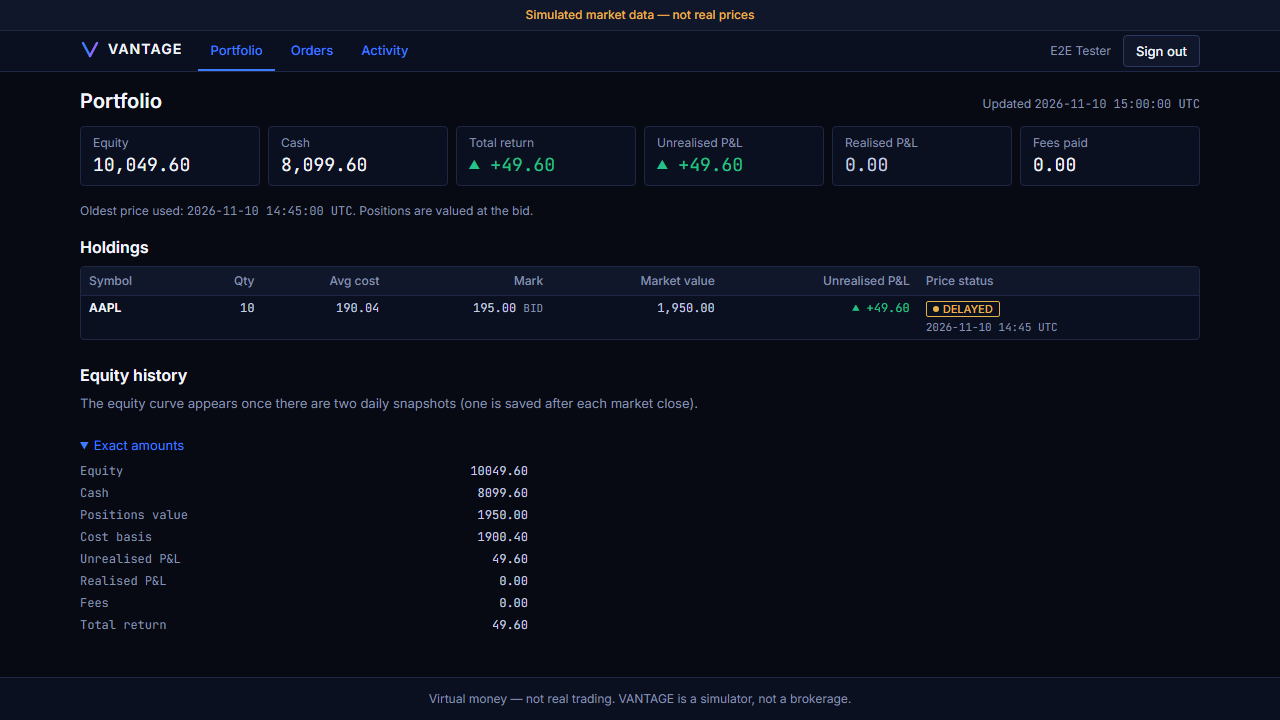 Simulated market data — not real prices
VANTAGE Portfolio Orders Activity E2E Tester Sign out
Portfolio Updated 2026-11-10 15:00:00 UTC
Equity Cash Total return Unrealised P&L Realised P&L Fees paid
10,049.60 8,099.60 ▲ +49.60 ▲ +49.60 0.00 0.00
Oldest price used: 2026-11-10 14:45:00 UTC. Positions are valued at the bid.
Holdings
Symbol Qty Avg cost Mark Market value Unrealised P&L Price status
AAPL 10 190.04 195.00 BID 1,950.00 ▲ +49.60 DELAYED
2026-11-10 14:45 UTC
Equity history
The equity curve appears once there are two daily snapshots (one is saved after each market close).
▼ Exact amounts
Equity 10049.60
Cash 8099.60
Positions value 1950.00
Cost basis 1900.40
Unrealised P&L 49.60
Realised P&L 0.00
Fees 0.00
Total return 49.60
Virtual money — not real trading. VANTAGE is a simulator, not a brokerage.